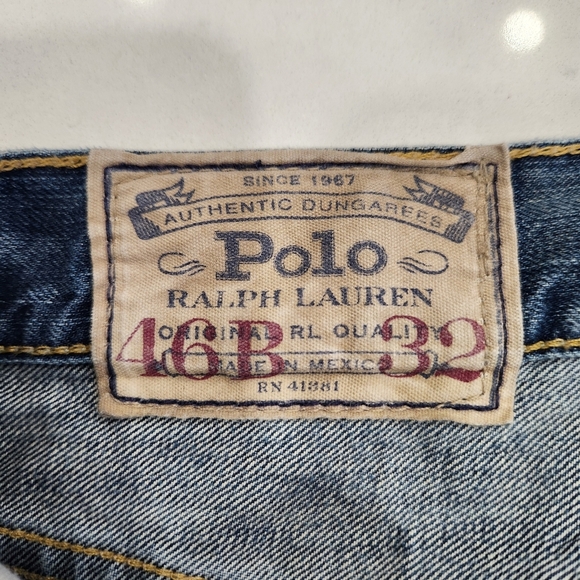 SINCE 1967
AUTHENTIC DUNGAREES
Polo
RALPH LAUREN
ORIGINAL RL QUALITY
46B 32
MADE IN MEXICO
RN 41381